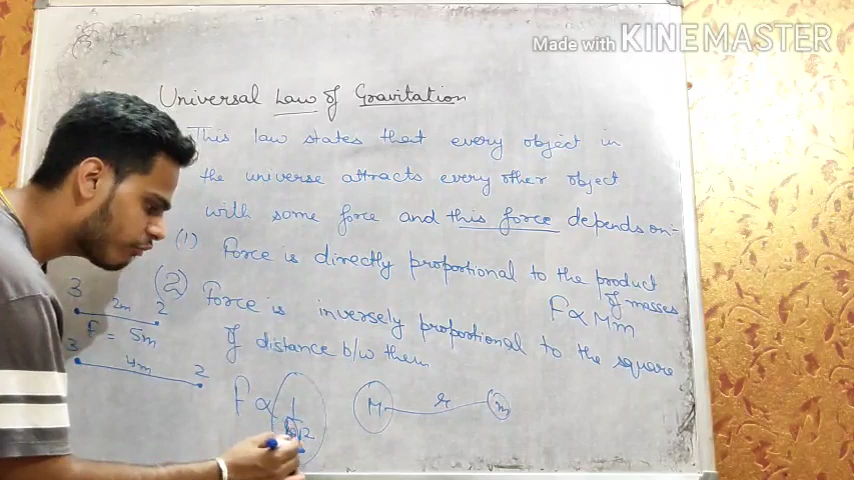 Made with KINEMASTER
Universal Law of Gravitation
This law states that every object in
the universe attracts every other object
with some force and this force depends on:-
(1) Force is directly proportional to the product
of masses
F ∝ Mm
(2) Force is inversely proportional to the square
of distance b/w them
3 2m 2
f = 5m
3 4m 2
F ∝ 1
2
M r m